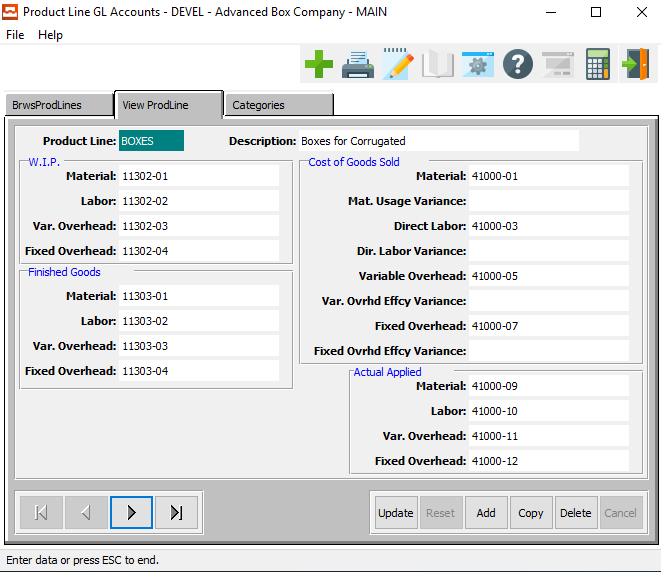 Product Line GL Accounts - DEVEL - Advanced Box Company - MAIN
File Help
BrwsProdLines View ProdLine Categories
Product Line: BOXES Description: Boxes for Corrugated
W.I.P.
Material: 11302-01
Labor: 11302-02
Var. Overhead: 11302-03
Fixed Overhead: 11302-04
Finished Goods
Material: 11303-01
Labor: 11303-02
Var. Overhead: 11303-03
Fixed Overhead: 11303-04
Cost of Goods Sold
Material: 41000-01
Mat. Usage Variance:
Direct Labor: 41000-03
Dir. Labor Variance:
Variable Overhead: 41000-05
Var. Ovrhd Effcy Variance:
Fixed Overhead: 41000-07
Fixed Ovrhd Effcy Variance:
Actual Applied
Material: 41000-09
Labor: 41000-10
Var. Overhead: 41000-11
Fixed Overhead: 41000-12
Update Reset Add Copy Delete Cancel
Enter data or press ESC to end.